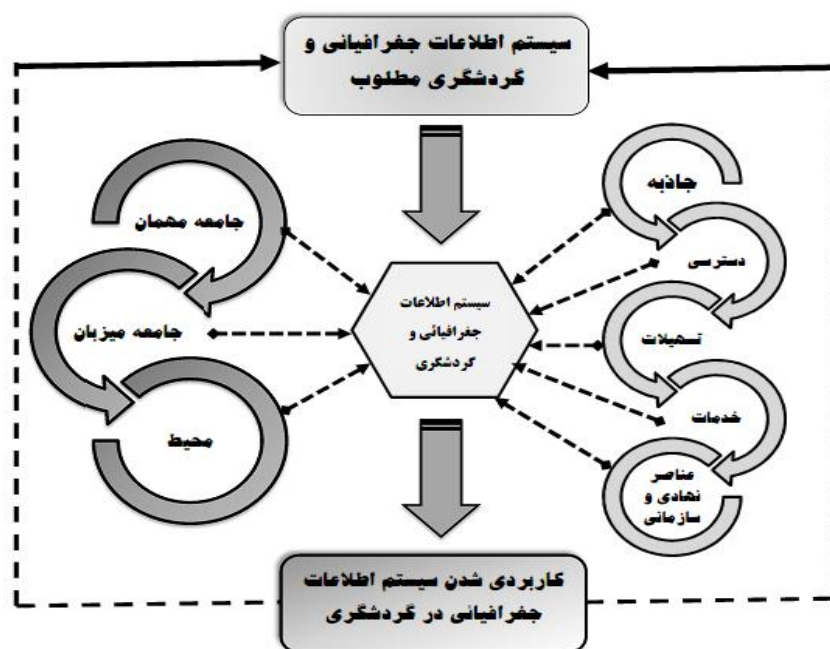 سیستم اطلاعات جغرافیائی و
گردشگری مطلوب
جاذبه
دسترسی
تسهیلات
خدمات
عناصر
نهادی و
سازمانی
سیستم اطلاعات
جغرافیائی و
گردشگری
جامعه مهمان
جامعه میزبان
محیط
کاربردی شدن سیستم اطلاعات
جغرافیائی در گردشگری